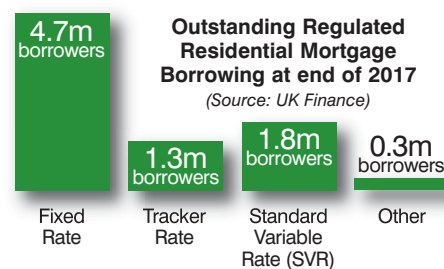 4.7m
borrowers
Outstanding Regulated
Residential Mortgage
Borrowing at end of 2017
(Source: UK Finance)
1.3m
borrowers
1.8m
borrowers
0.3m
borrowers
Fixed
Rate
Tracker
Rate
Standard
Variable
Rate (SVR)
Other